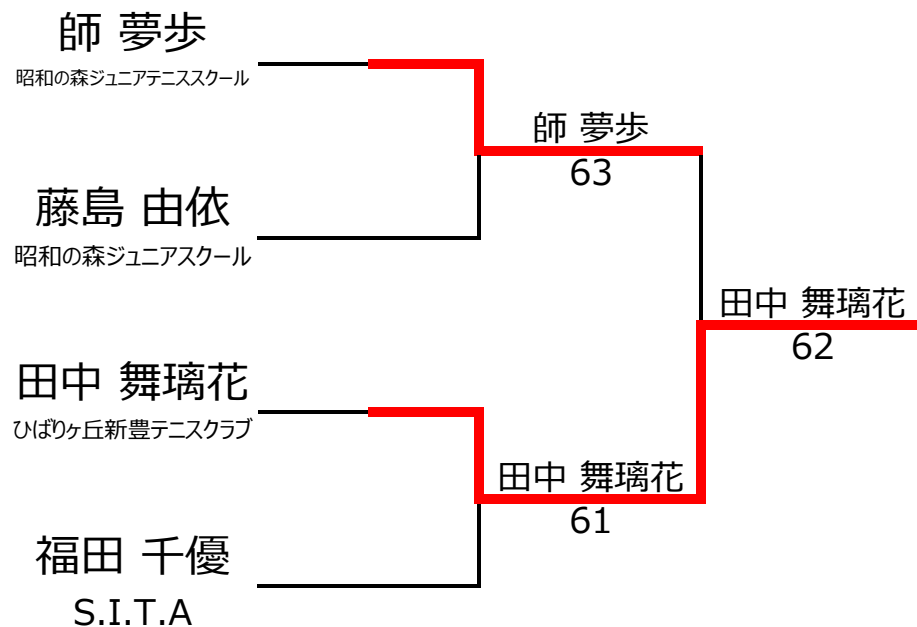 師 夢歩
昭和の森ジュニアテニススクール
師 夢歩
63
藤島 由依
昭和の森ジュニアスクール
田中 舞璃花
62
田中 舞璃花
ひばりヶ丘新豊テニスクラブ
田中 舞璃花
61
福田 千優
S.I.T.A